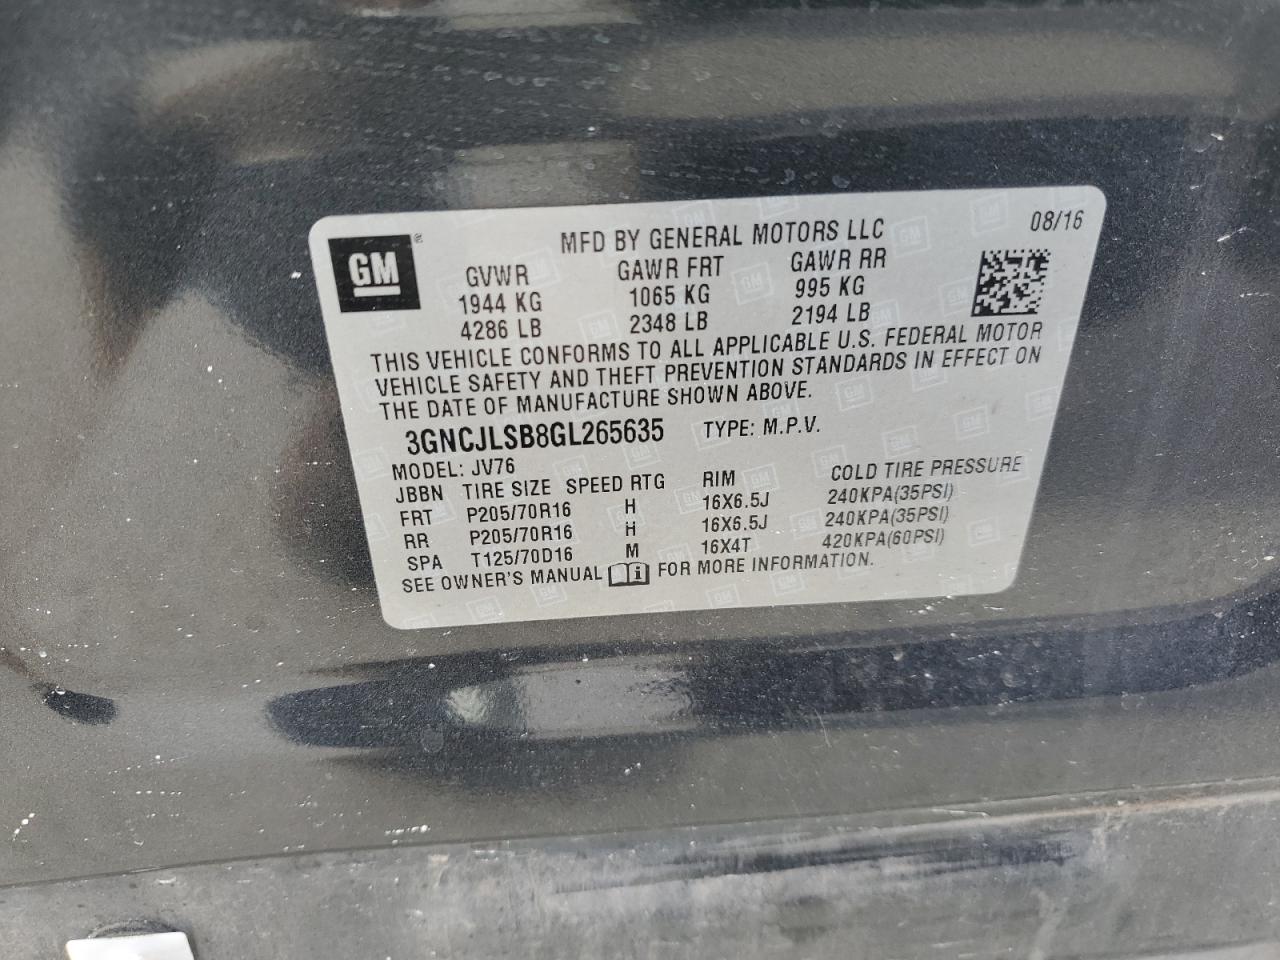 GM
MFD BY GENERAL MOTORS LLC 08/16
GVWR GAWR FRT GAWR RR
1944 KG 1065 KG 995 KG
4286 LB 2348 LB 2194 LB
THIS VEHICLE CONFORMS TO ALL APPLICABLE U.S. FEDERAL MOTOR
VEHICLE SAFETY AND THEFT PREVENTION STANDARDS IN EFFECT ON
THE DATE OF MANUFACTURE SHOWN ABOVE.
3GNCJLSB8GL265635 TYPE: M.P.V.
MODEL: JV76
JBBN TIRE SIZE SPEED RTG RIM COLD TIRE PRESSURE
FRT P205/70R16 H 16X6.5J 240KPA(35PSI)
RR P205/70R16 H 16X6.5J 240KPA(35PSI)
SPA T125/70D16 M 16X4T 420KPA(60PSI)
SEE OWNER'S MANUAL FOR MORE INFORMATION.